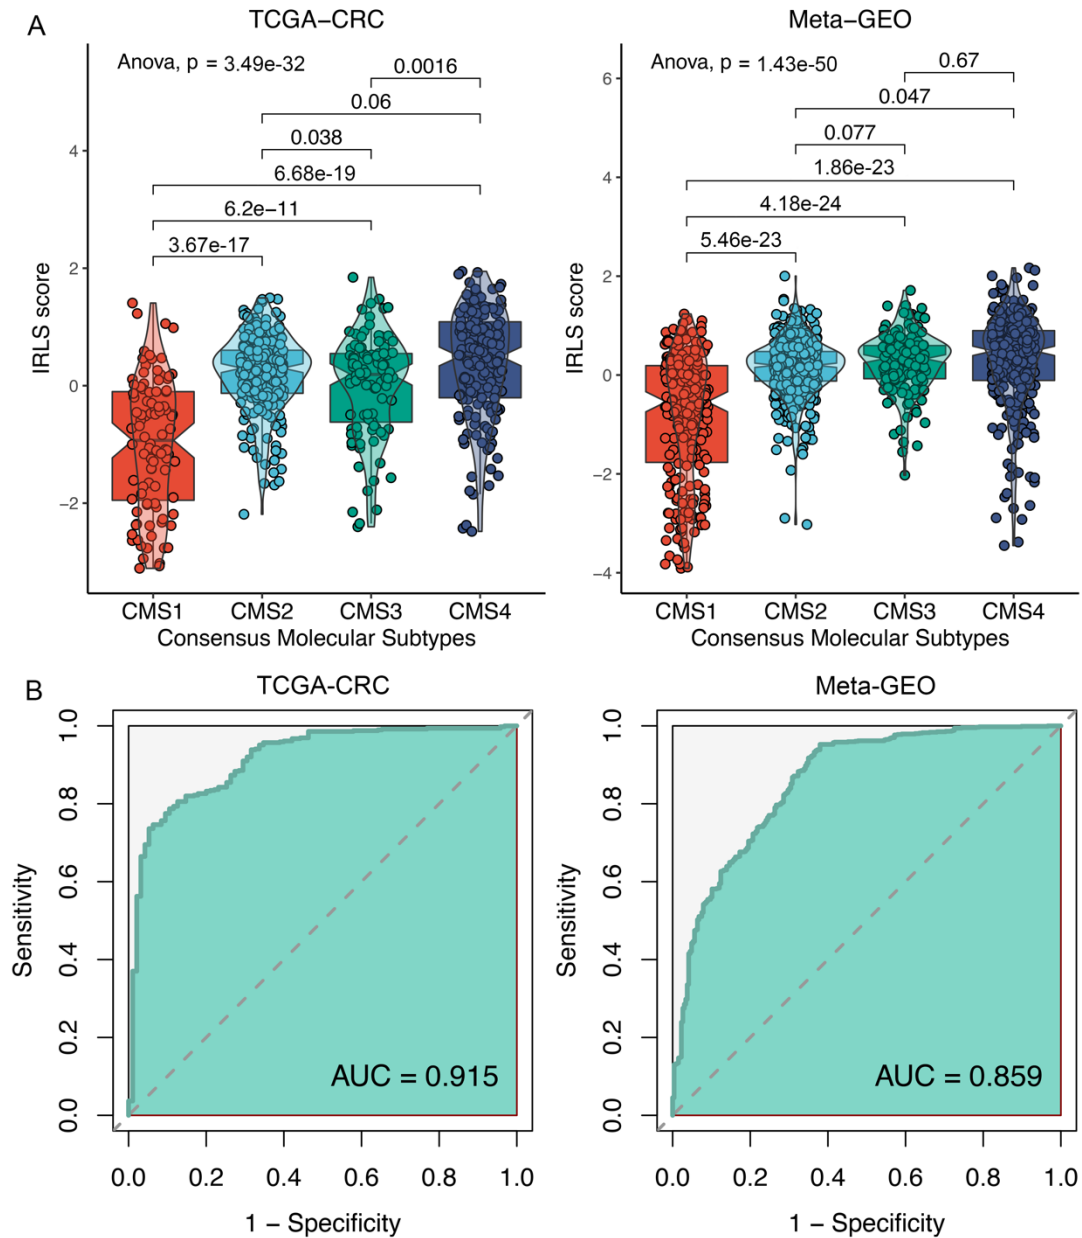 A
TCGA−CRC
Anova, p = 3.49e-32
0.0016
0.06
0.038
6.68e-19
6.2e−11
3.67e-17
IRLS score
4
2
0
−2
CMS1 CMS2 CMS3 CMS4
Consensus Molecular Subtypes
Meta−GEO
Anova, p = 1.43e-50
0.67
0.047
0.077
1.86e-23
4.18e-24
5.46e-23
IRLS score
6
4
2
0
−2
−4
CMS1 CMS2 CMS3 CMS4
Consensus Molecular Subtypes
B
TCGA-CRC
Sensitivity
1.0
0.8
0.6
0.4
0.2
0.0
AUC = 0.915
0.0 0.2 0.4 0.6 0.8 1.0
1 − Specificity
Meta-GEO
Sensitivity
1.0
0.8
0.6
0.4
0.2
0.0
AUC = 0.859
0.0 0.2 0.4 0.6 0.8 1.0
1 − Specificity